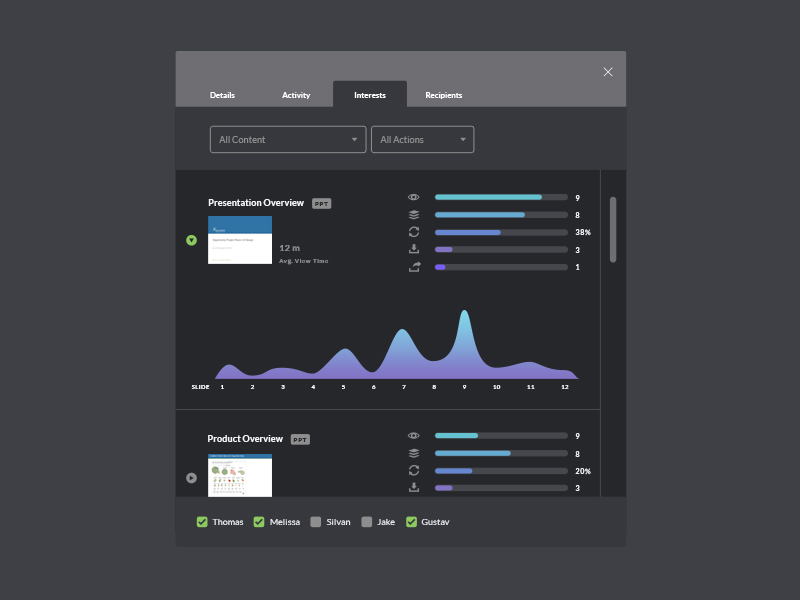 Details Activity Interests Recipients
All Content All Actions
Presentation Overview PPT
9
8
38%
3
1
12 m
Avg. View Time
SLIDE 1 2 3 4 5 6 7 8 9 10 11 12
Product Overview PPT
9
8
20%
3
Thomas Melissa Silvan Jake Gustav